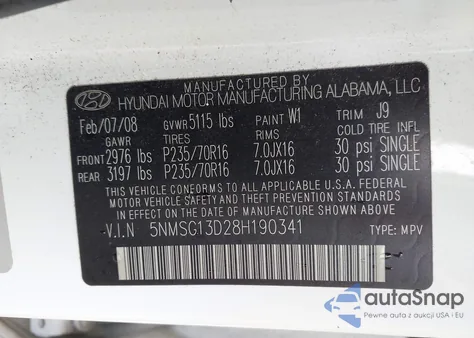 MANUFACTURED BY
HYUNDAI MOTOR MANUFACTURING ALABAMA, LLC
Feb/07/08 GVWR 5115 lbs PAINT W1 TRIM J9
GAWR TIRES RIMS COLD TIRE INFL
FRONT 2976 lbs P235/70R16 7.0JX16 30 psi SINGLE
REAR 3197 lbs P235/70R16 7.0JX16 30 psi SINGLE
THIS VEHICLE CONFORMS TO ALL APPLICABLE U.S.A FEDERAL
MOTOR VEHICLE SAFETY AND THEFT PREVENTION STANDARDS
IN EFFECT ON THE DATE OF MANUFACTURE SHOWN ABOVE.
V.I.N 5NMSG13D28H190341 TYPE: MPV
autoSnap
Pewne auta z aukcji USA i EU